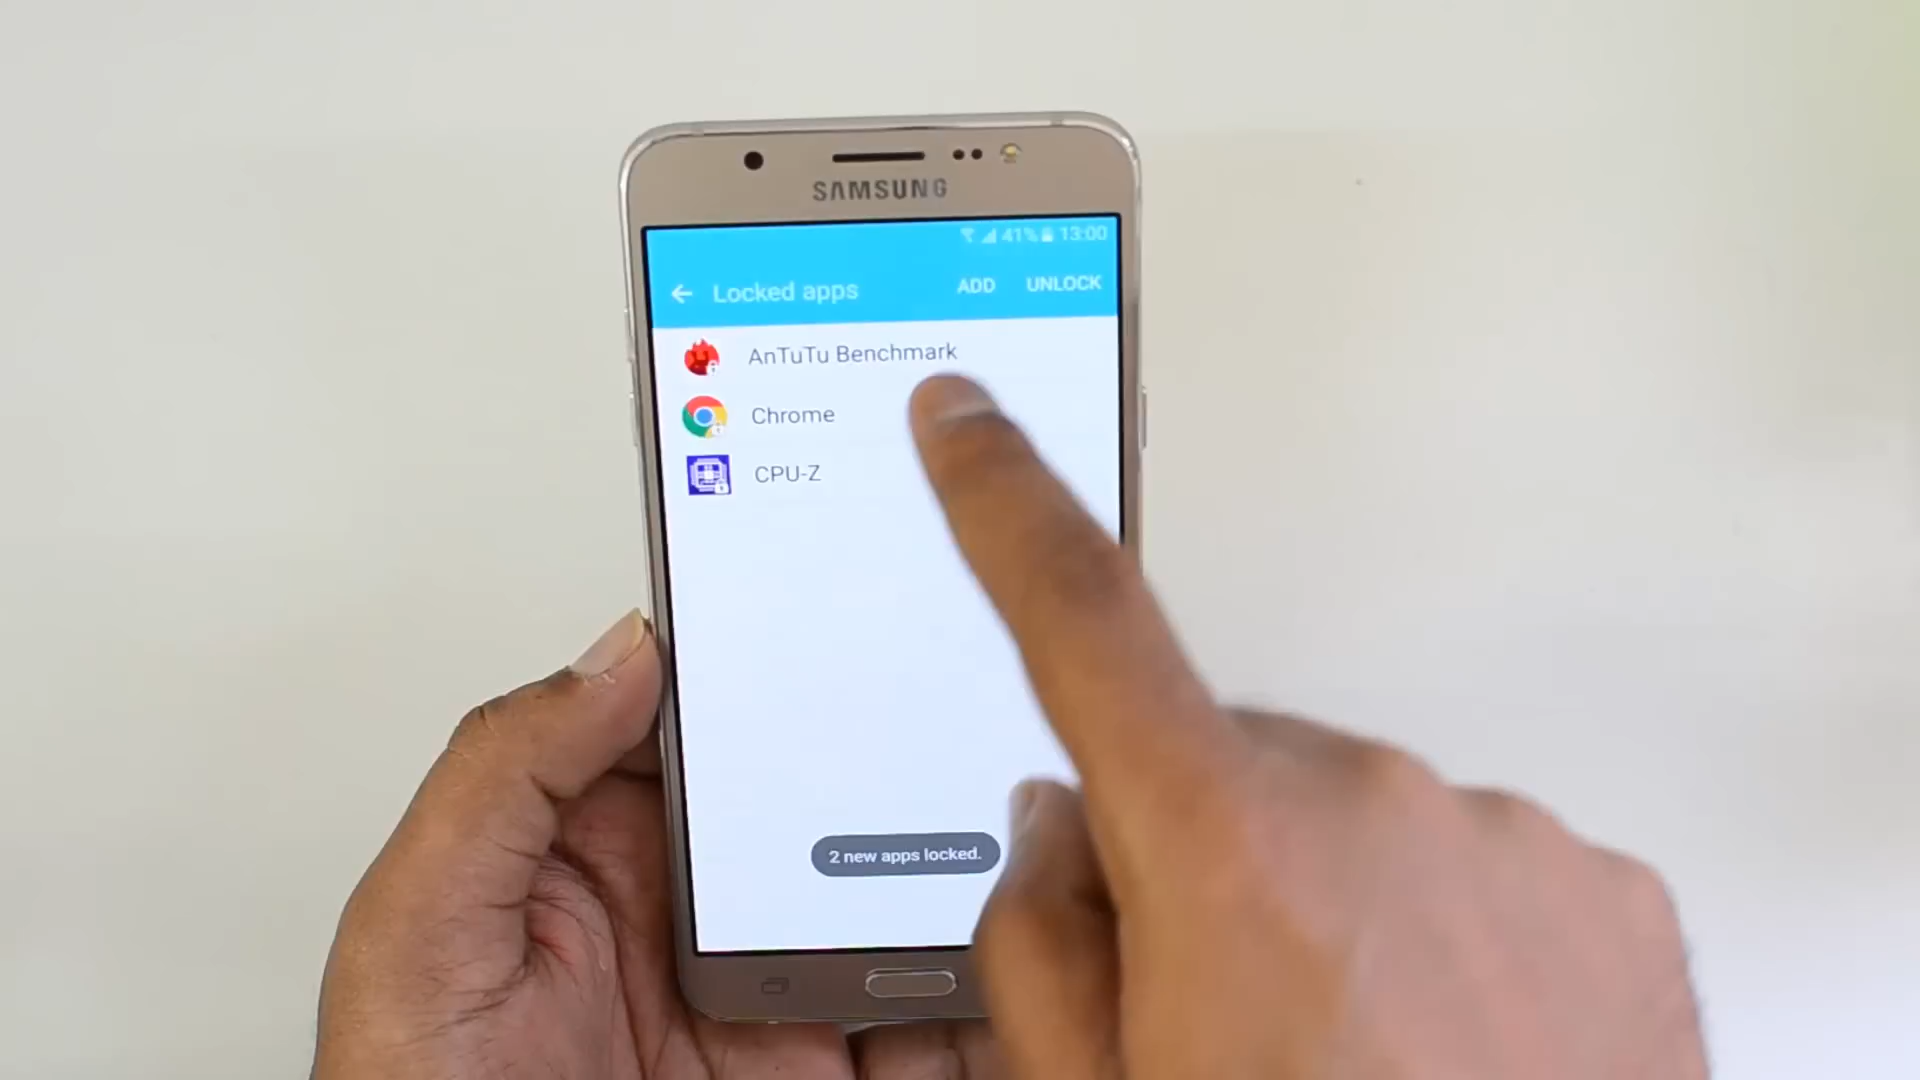 SAMSUNG
41% 13:00
Locked apps ADD UNLOCK
AnTuTu Benchmark
Chrome
CPU-Z
2 new apps locked.